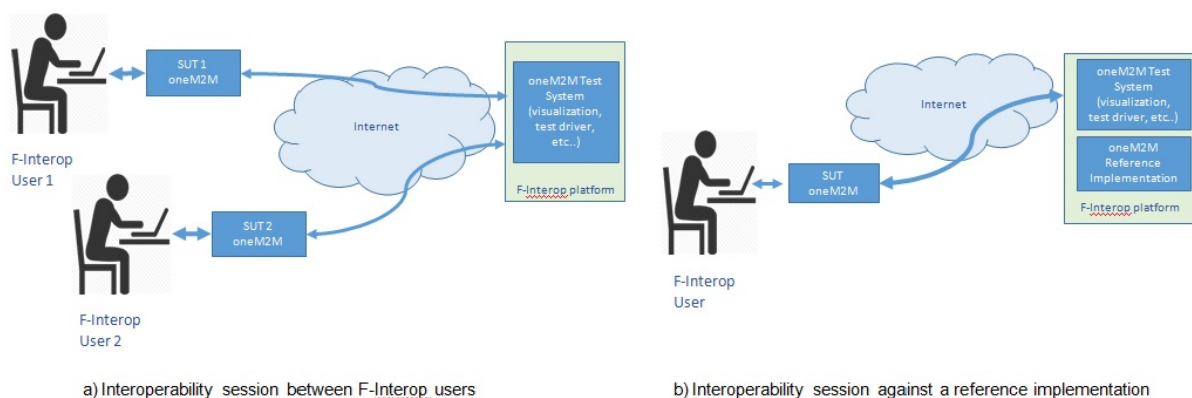 SUT 1
oneM2M
F-Interop
User 1
Internet
oneM2M Test
System
(visualization,
test driver,
etc..)
F-Interop platform
SUT 2
oneM2M
F-Interop
User 2
a) Interoperability session between F-Interop users
Internet
oneM2M Test
System
(visualization,
test driver, etc..)
oneM2M
Reference
Implementation
F-Interop platform
SUT
oneM2M
F-Interop
User
b) Interoperability session against a reference implementation